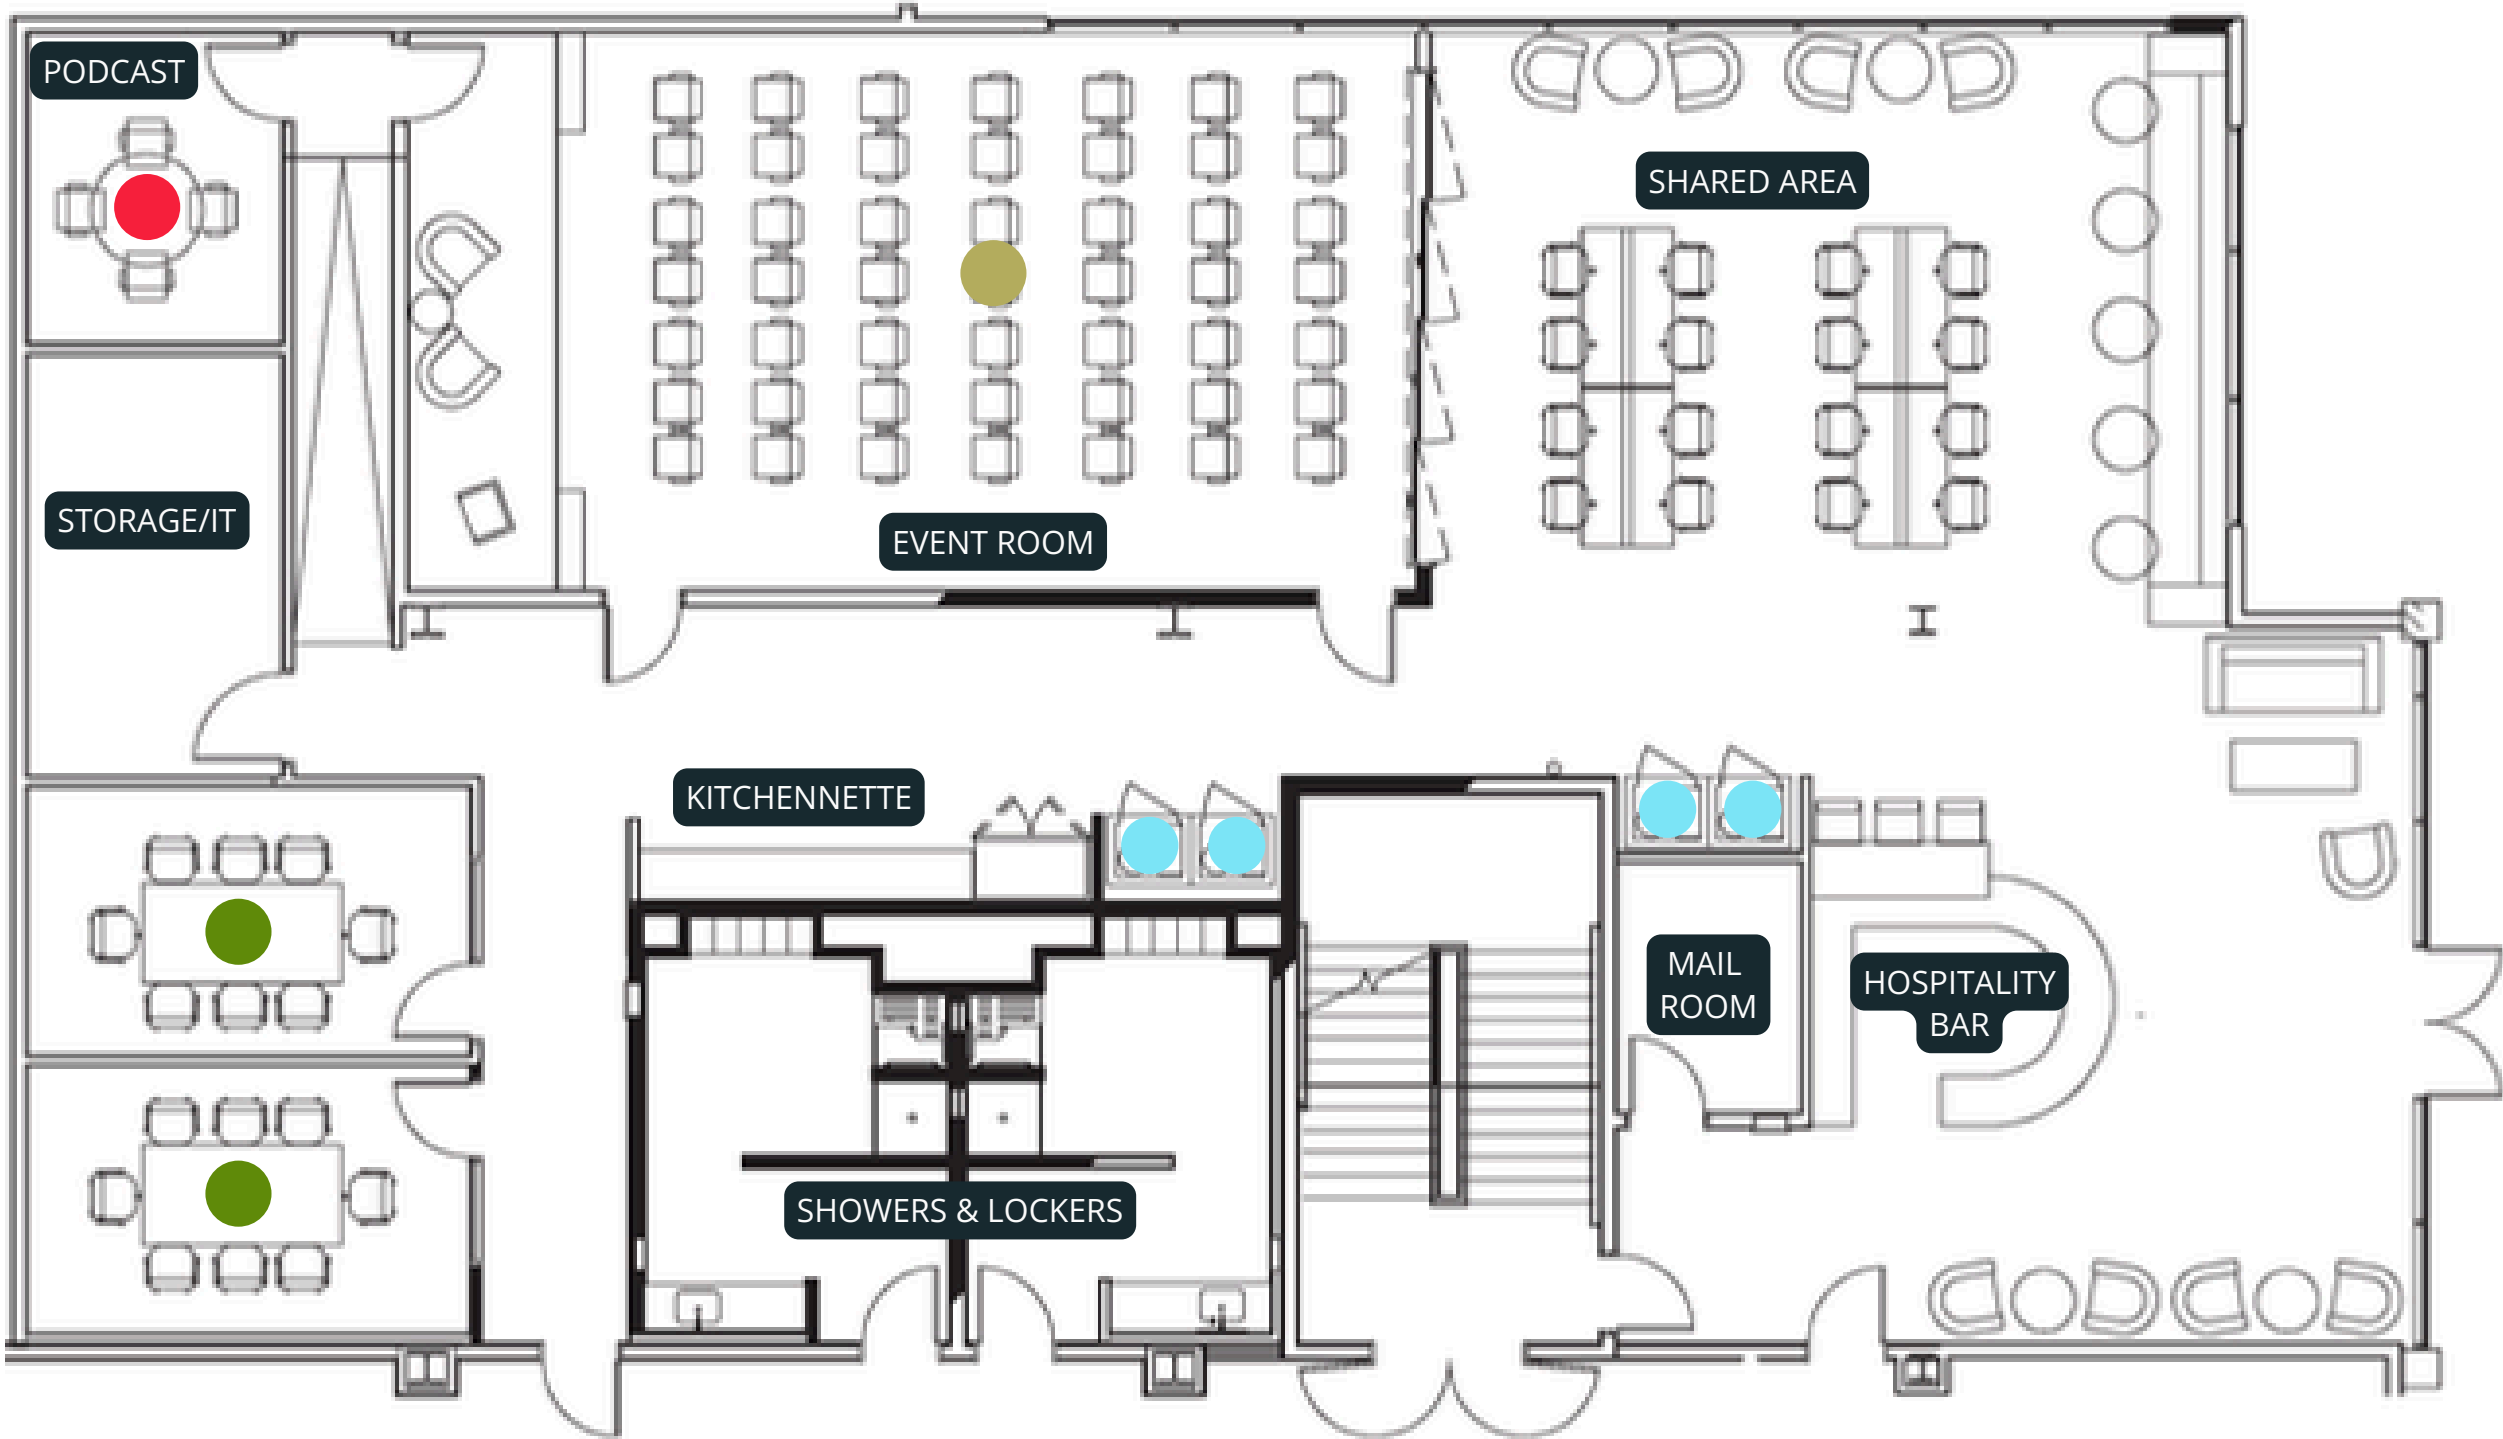 PODCAST
SHARED AREA
STORAGE/IT
EVENT ROOM
KITCHENNETTE
MAIL
ROOM
HOSPITALITY
BAR
SHOWERS & LOCKERS